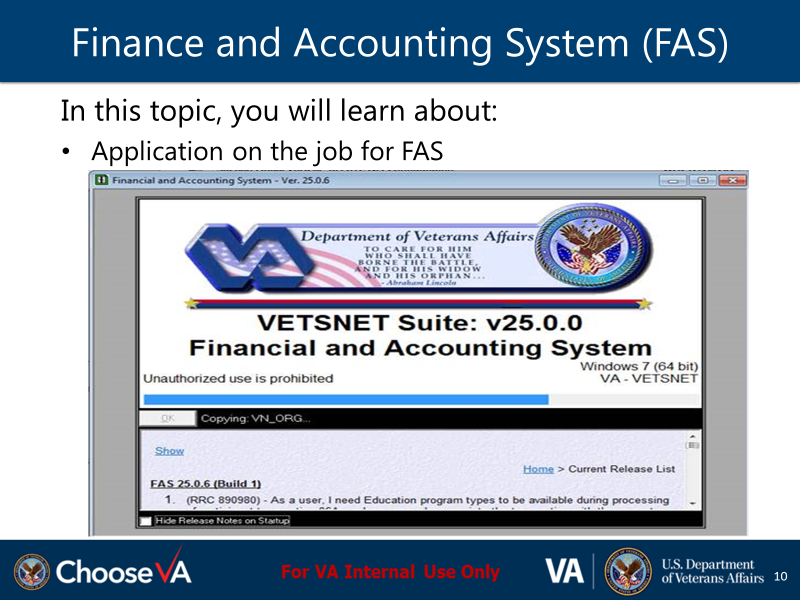 Finance and Accounting System (FAS)
In this topic, you will learn about:
• Application on the job for FAS
Financial and Accounting System - Ver. 25.0.6
Department of Veterans Affairs
TO CARE FOR HIM
WHO SHALL HAVE
BORNE THE BATTLE,
AND FOR HIS WIDOW
AND HIS ORPHAN...
- Abraham Lincoln
VETSNET Suite: v25.0.0
Financial and Accounting System
Windows 7 (64 bit)
Unauthorized use is prohibited
VA - VETSNET
OK
Copying: VN_ORG...
Show
Home > Current Release List
FAS 25.0.6 (Build 1)
1. (RRC 890980) - As a user, I need Education program types to be available during processing
Hide Release Notes on Startup
Choose VA
For VA Internal Use Only
VA
U.S. Department
of Veterans Affairs
10